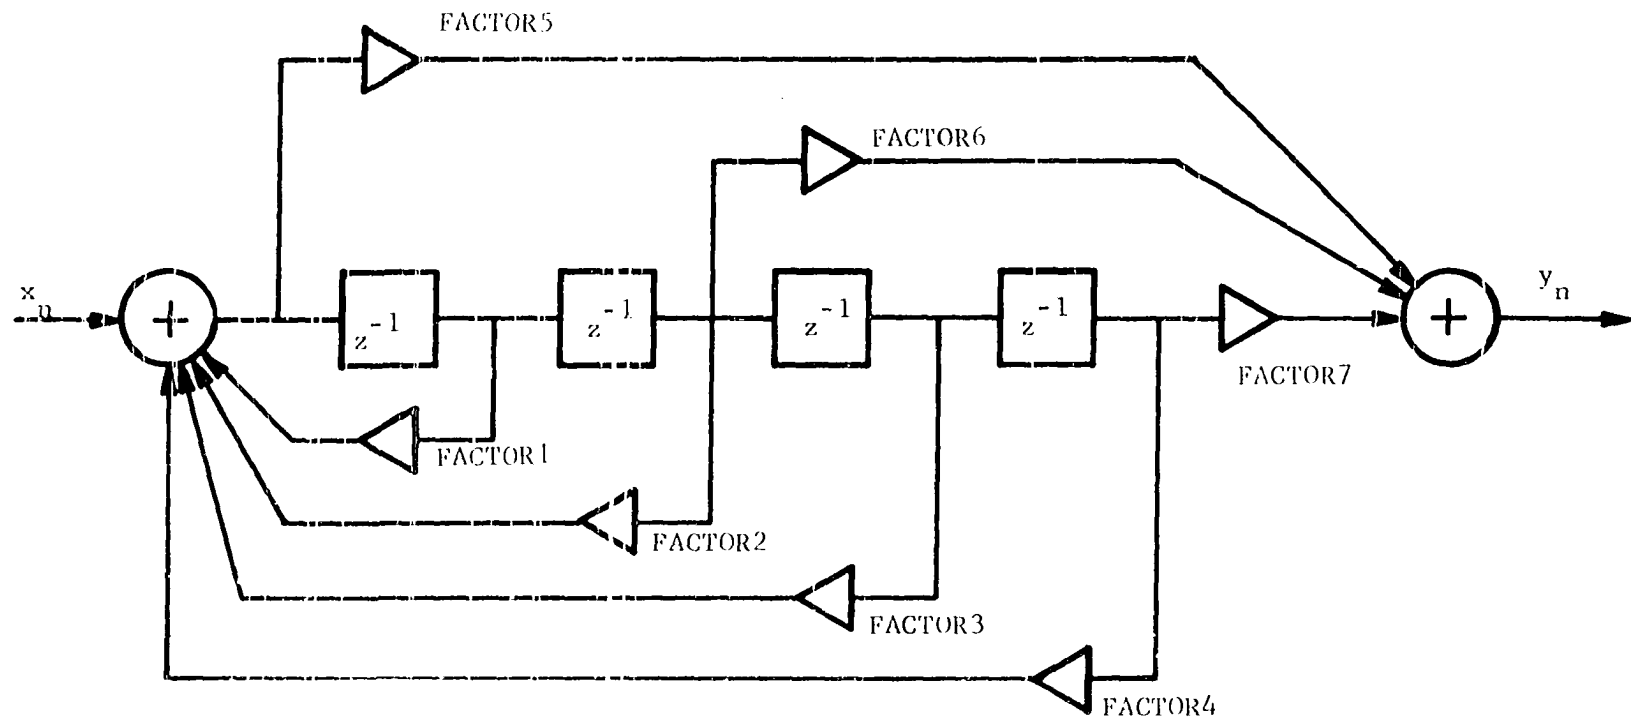 FACTOR5
FACTOR6
x_n
+
z^-1
z^-1
z^-1
z^-1
+
y_n
FACTOR7
FACTOR1
FACTOR2
FACTOR3
FACTOR4